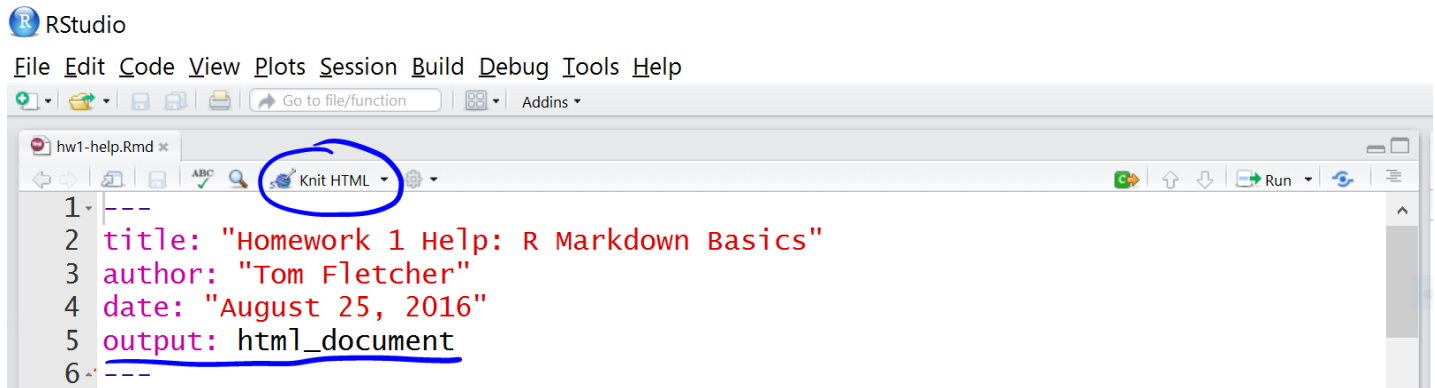 RStudio
File Edit Code View Plots Session Build Debug Tools Help
Go to file/function Addins
hw1-help.Rmd
ABC Knit HTML Run
1 ---
2 title: "Homework 1 Help: R Markdown Basics"
3 author: "Tom Fletcher"
4 date: "August 25, 2016"
5 output: html_document
6 ---